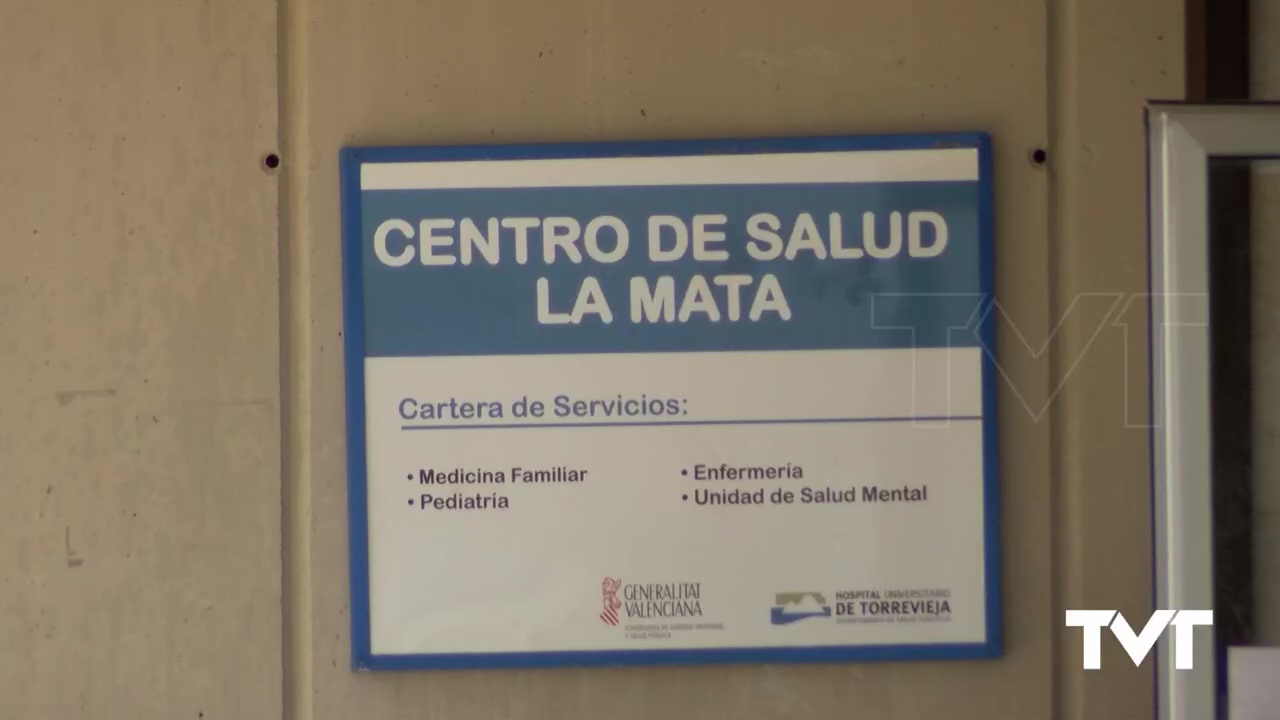 CENTRO DE SALUD
LA MATA
Cartera de Servicios:
• Medicina Familiar
• Pediatría
• Enfermería
• Unidad de Salud Mental
GENERALITAT
VALENCIANA
HOSPITAL UNIVERSITARIO
DE TORREVIEJA
TVT
TVT